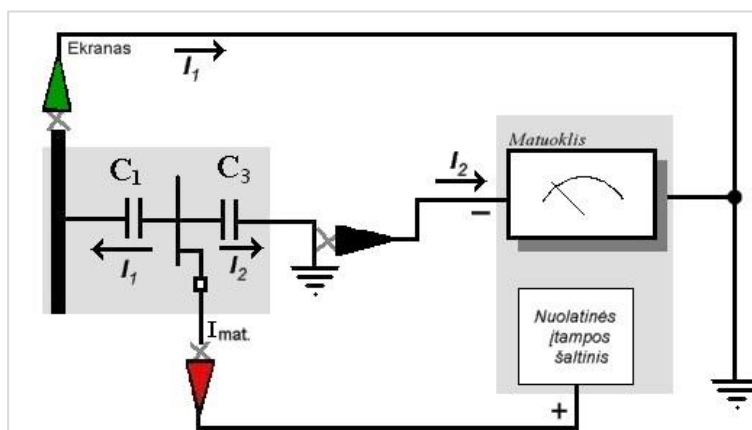 Ekranas
I₁
Matuoklis
C₁
C₃
I₂
−
I₁
I₂
Imat.
Nuolatinės
įtampos
šaltinis
+